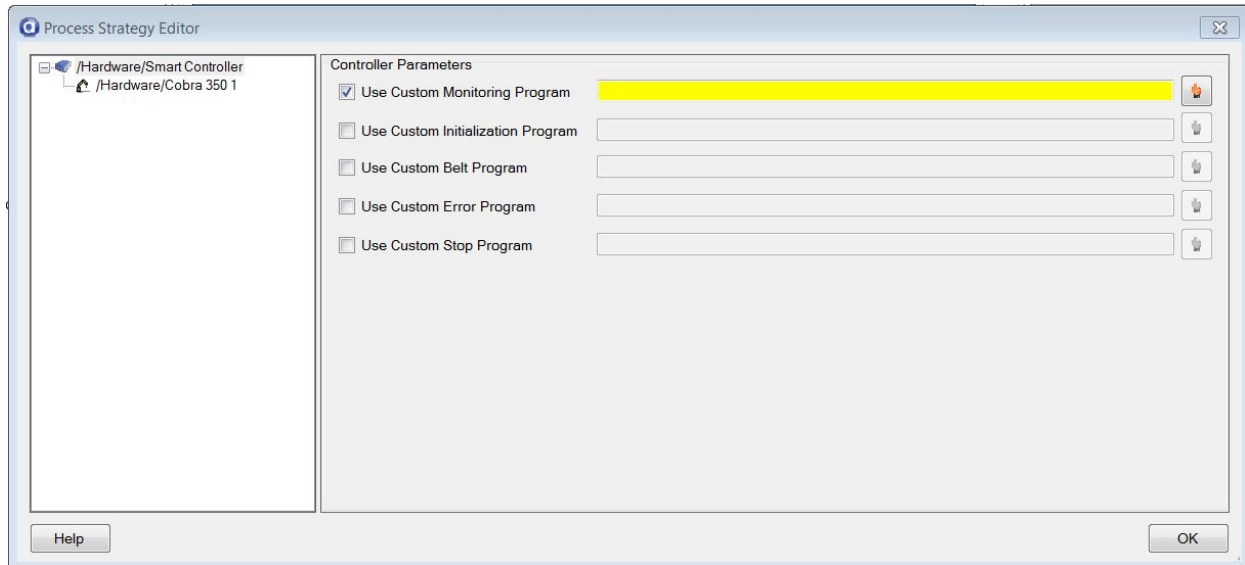 Process Strategy Editor
/Hardware/Smart Controller
/Hardware/Cobra 350 1
Controller Parameters
Use Custom Monitoring Program
Use Custom Initialization Program
Use Custom Belt Program
Use Custom Error Program
Use Custom Stop Program
Help
OK